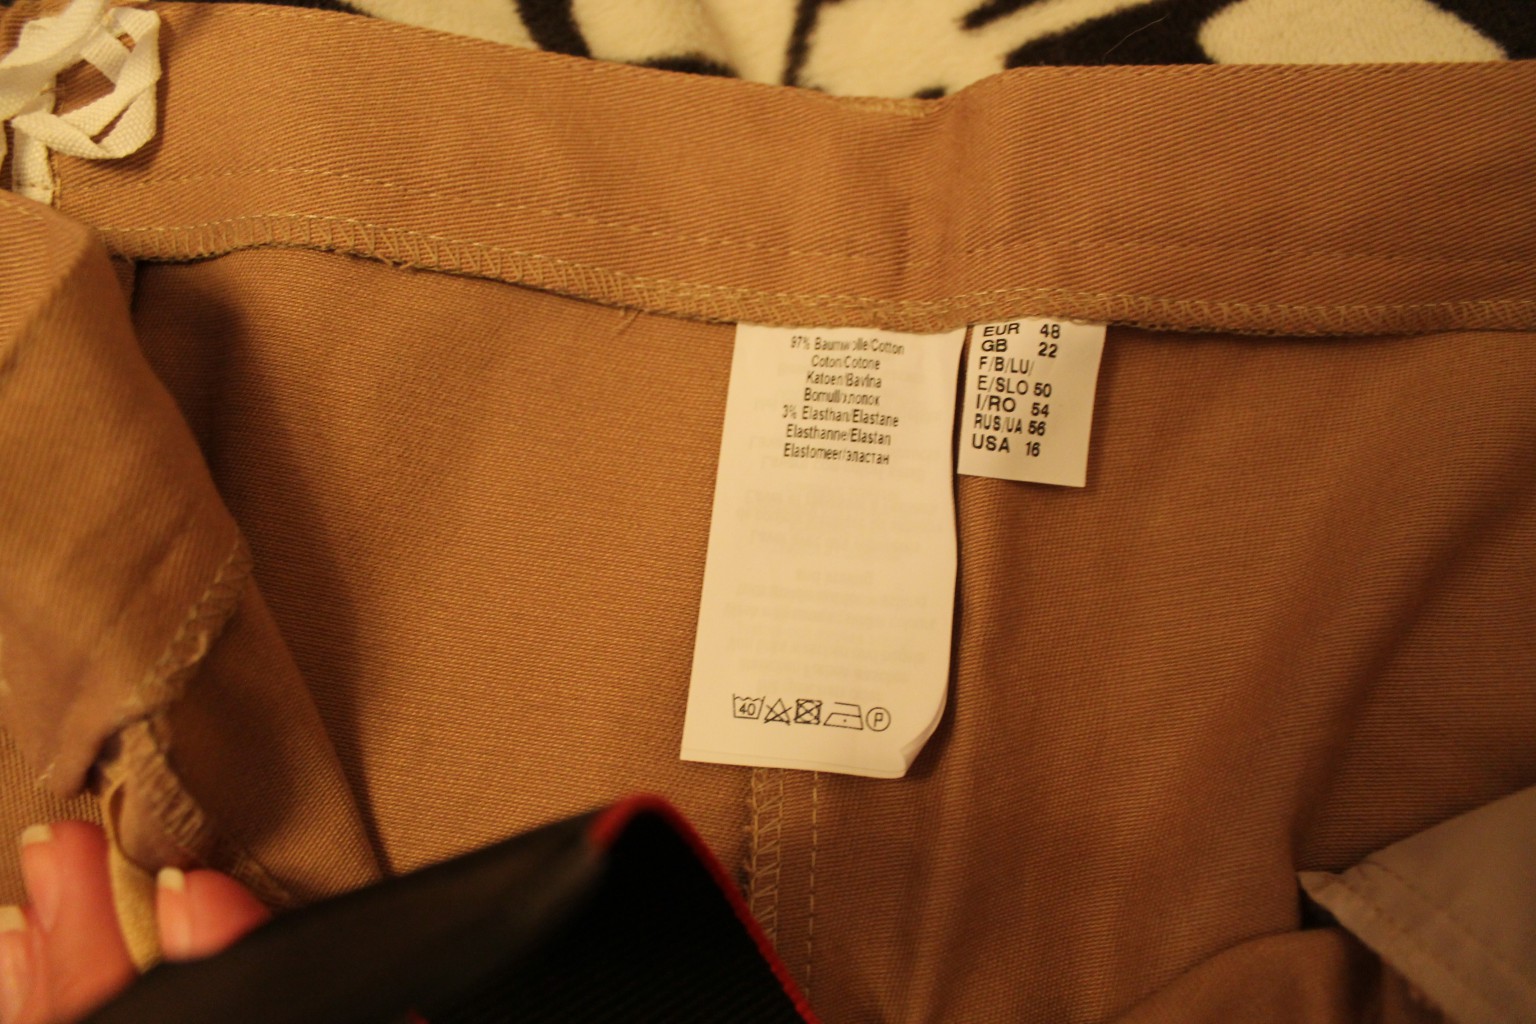 97% Baumwolle/Cotton
Coton/Cotone
Katoen/Bavlna
Bomull/хлопок
3% Elasthan/Elastane
Elasthanne/Elastan
Elastomeer/эластан
40
P
EUR 48
GB 22
F/B/LU/
E/SLO 50
I/RO 54
RUS/UA 56
USA 16